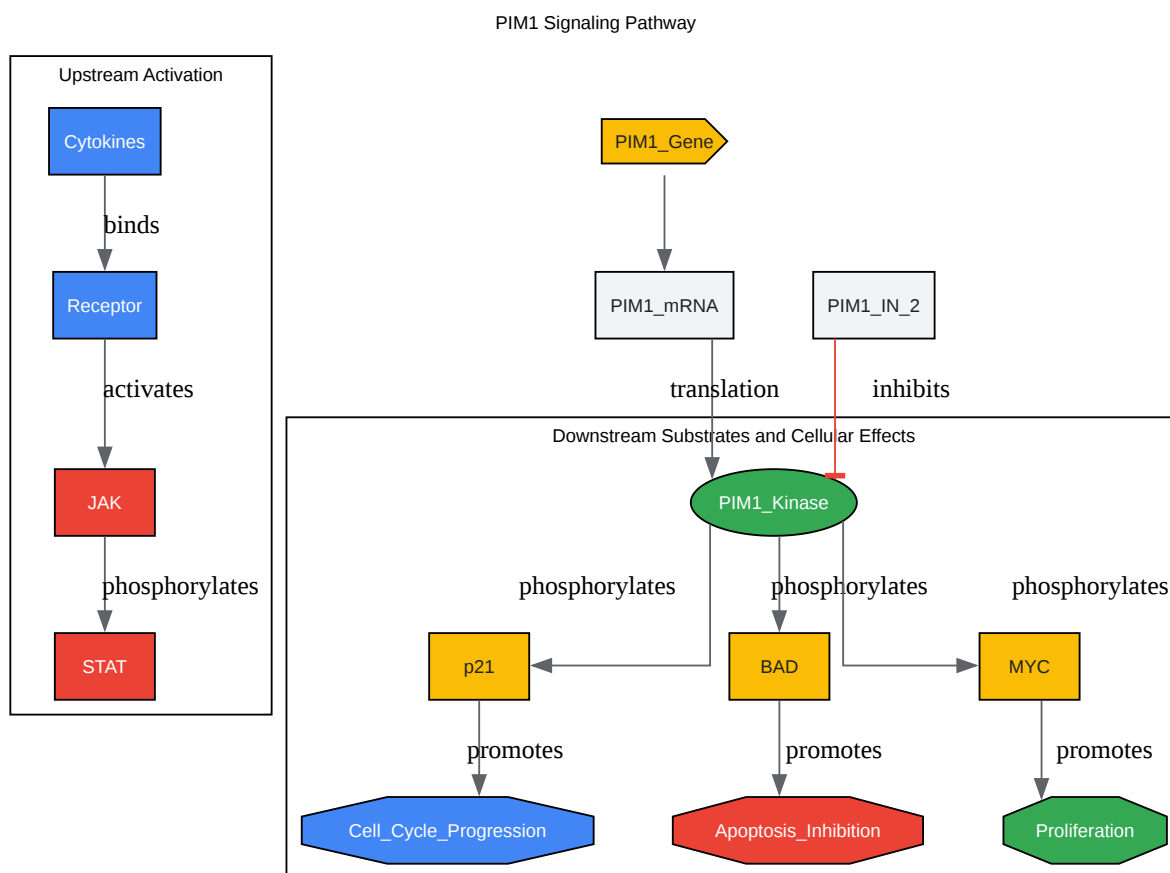 PIM1 Signaling Pathway
Upstream Activation
Cytokines
PIM1_Gene
binds
Receptor
PIM1_mRNA
PIM1_IN_2
activates
translation
inhibits
Downstream Substrates and Cellular Effects
JAK
PIM1_Kinase
phosphorylates
phosphorylates
phosphorylates
phosphorylates
STAT
p21
BAD
MYC
promotes
promotes
promotes
Cell_Cycle_Progression
Apoptosis_Inhibition
Proliferation